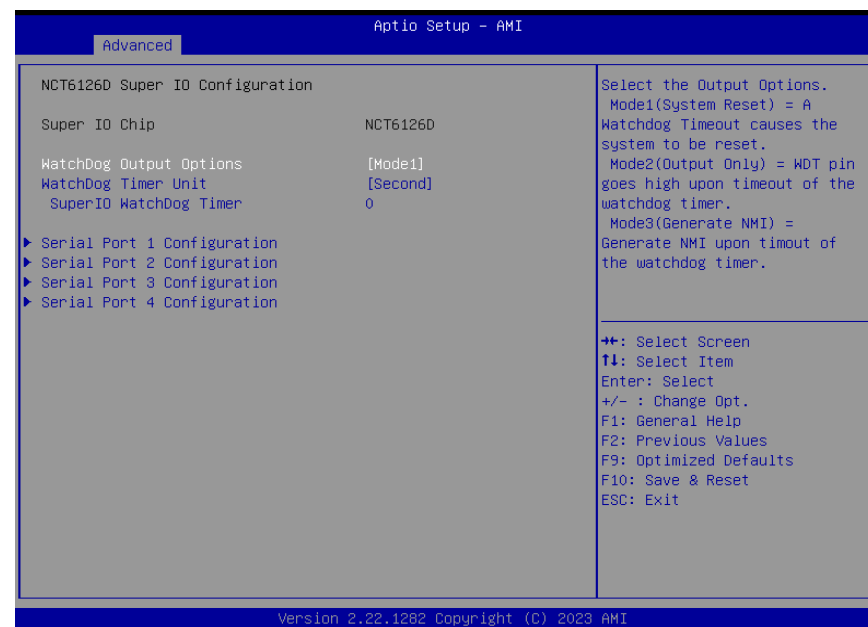 Aptio Setup – AMI
Advanced
NCT6126D Super IO Configuration
Super IO Chip NCT6126D
WatchDog Output Options [Mode1]
WatchDog Timer Unit [Second]
SuperIO WatchDog Timer 0
▶ Serial Port 1 Configuration
▶ Serial Port 2 Configuration
▶ Serial Port 3 Configuration
▶ Serial Port 4 Configuration
Select the Output Options.
Mode1(System Reset) = A
Watchdog Timeout causes the
system to be reset.
Mode2(Output Only) = WDT pin
goes high upon timeout of the
watchdog timer.
Mode3(Generate NMI) =
Generate NMI upon timout of
the watchdog timer.
→←: Select Screen
↑↓: Select Item
Enter: Select
+/- : Change Opt.
F1: General Help
F2: Previous Values
F9: Optimized Defaults
F10: Save & Reset
ESC: Exit
Version 2.22.1282 Copyright (C) 2023 AMI